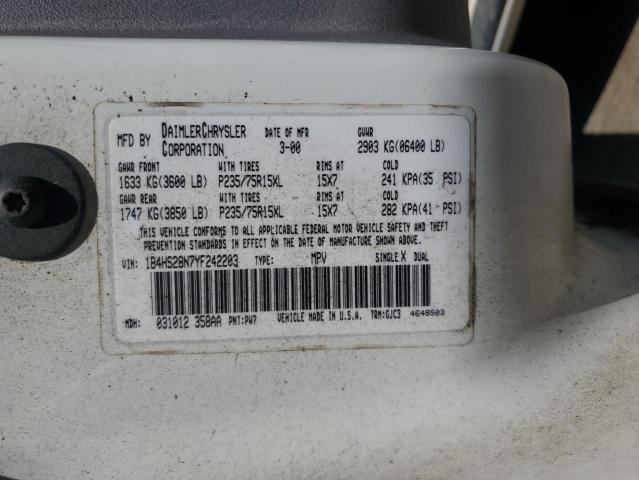 MFD BY DAIMLERCHRYSLER CORPORATION DATE OF MFR 3-00 GVWR 2903 KG(06400 LB)
GAWR FRONT WITH TIRES RIMS AT COLD
1633 KG(3600 LB) P235/75R15XL 15X7 241 KPA(35 PSI)
GAWR REAR WITH TIRES RIMS AT COLD
1747 KG(3850 LB) P235/75R15XL 15X7 282 KPA(41 PSI)
THIS VEHICLE CONFORMS TO ALL APPLICABLE FEDERAL MOTOR VEHICLE SAFETY AND THEFT
PREVENTION STANDARDS IN EFFECT ON THE DATE OF MANUFACTURE SHOWN ABOVE.
VIN: 1B4HS28N7YF242203 TYPE: MPV SINGLE X DUAL
MDH: 031012 358AA PNT:PW7 VEHICLE MADE IN U.S.A. TRM:GJC3 4648503